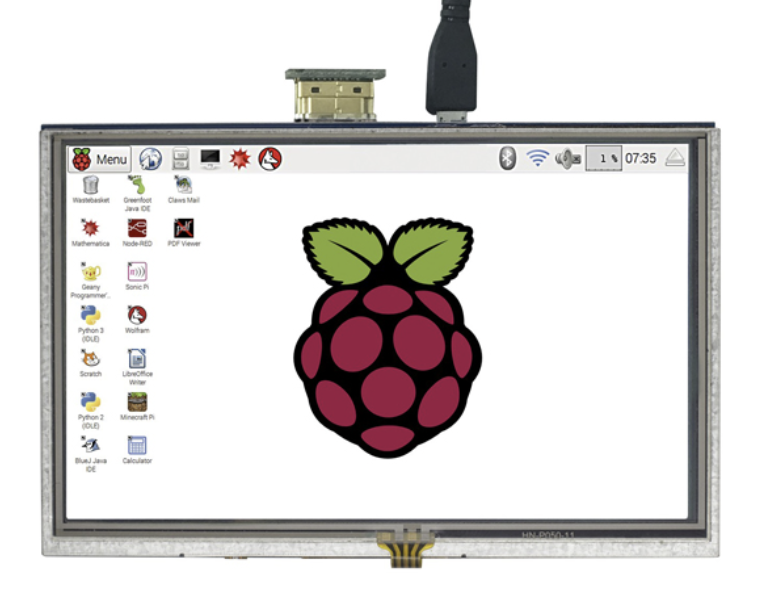 Menu
1 %
07:35
Wastebasket
Greenfoot
Java IDE
Claws Mail
Mathematica
Node-RED
PDF Viewer
Geany
Programmer'..
Sonic Pi
Python 3
(IDLE)
Wolfram
Scratch
LibreOffice
Writer
Python 2
(IDLE)
Minecraft Pi
BlueJ Java
IDE
Calculator
HN-P050-11